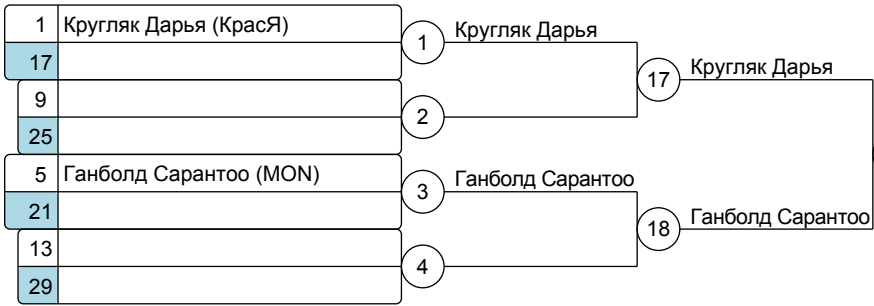 1 Кругляк Дарья (КрасЯ)
17
1 Кругляк Дарья
9
25
2
17 Кругляк Дарья
5 Ганболд Сарантоо (MON)
21
3 Ганболд Сарантоо
13
29
4
18 Ганболд Сарантоо